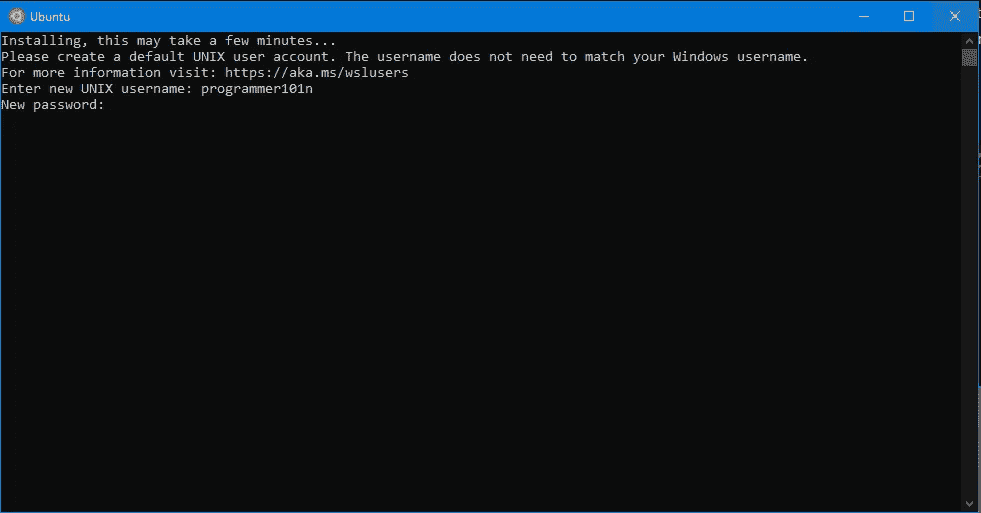 Ubuntu
Installing, this may take a few minutes...
Please create a default UNIX user account. The username does not need to match your Windows username.
For more information visit: https://aka.ms/wslusers
Enter new UNIX username: programmer101n
New password: